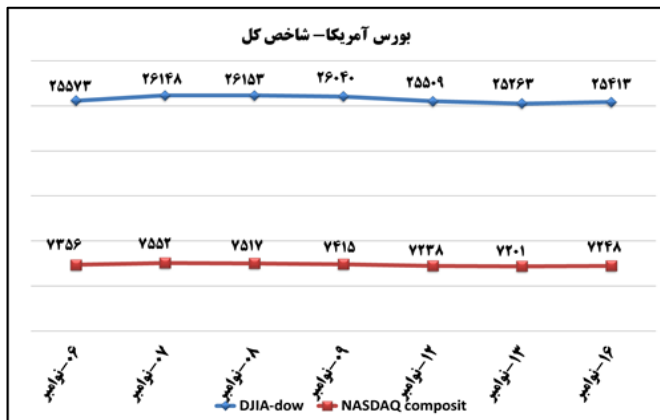 بورس آمریکا– شاخص کل
۲۵۵۷۳ ۲۶۱۴۸ ۲۶۱۵۳ ۲۶۰۴۰ ۲۵۵۰۹ ۲۵۲۶۳ ۲۵۴۱۳
۷۳۵۶ ۷۵۵۲ ۷۵۱۷ ۷۴۱۵ ۷۲۳۸ ۷۲۰۱ ۷۲۴۸
۰۶–نوامبر ۰۷–نوامبر ۰۸–نوامبر ۰۹–نوامبر ۱۲–نوامبر ۱۳–نوامبر ۱۶–نوامبر
DJIA-dow NASDAQ composit